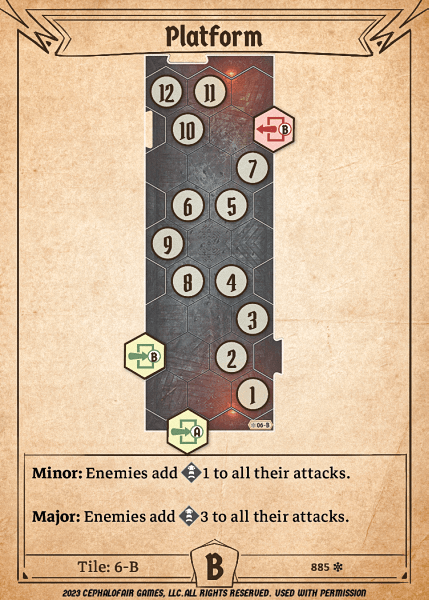 Platform
12 11
10 B
7
6 5
9
8 4
3
B 2
1
A
06-B
Minor: Enemies add 1 to all their attacks.
Major: Enemies add 3 to all their attacks.
Tile: 6-B B 885 ✻
2023 CEPHALOFAIR GAMES, LLC. ALL RIGHTS RESERVED. USED WITH PERMISSION